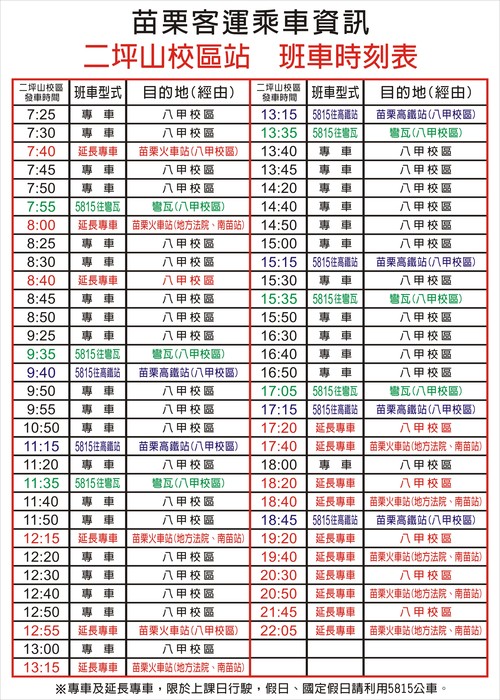 苗栗客運乘車資訊
二坪山校區站 班車時刻表
二坪山校區發車時間 班車型式 目的地(經由)
7:25 專 車 八甲校區
7:30 專 車 八甲校區
7:40 延長專車 苗栗火車站(八甲校區)
7:45 專 車 八甲校區
7:50 專 車 八甲校區
7:55 5815往彎瓦 彎瓦(八甲校區)
8:00 延長專車 苗栗火車站(地方法院、南苗站)
8:25 專 車 八甲校區
8:30 專 車 八甲校區
8:40 延長專車 八甲校區
8:45 專 車 八甲校區
8:50 專 車 八甲校區
9:25 專 車 八甲校區
9:35 5815往彎瓦 彎瓦(八甲校區)
9:40 5815往高鐵站 苗栗高鐵站(八甲校區)
9:50 專 車 八甲校區
9:55 專 車 八甲校區
10:50 專 車 八甲校區
11:15 5815往高鐵站 苗栗高鐵站(八甲校區)
11:20 專 車 八甲校區
11:35 5815往彎瓦 彎瓦(八甲校區)
11:40 專 車 八甲校區
11:50 專 車 八甲校區
12:15 延長專車 苗栗火車站(地方法院、南苗站)
12:20 專 車 八甲校區
12:30 專 車 八甲校區
12:40 專 車 八甲校區
12:50 專 車 八甲校區
12:55 延長專車 苗栗火車站(八甲校區)
13:00 專 車 八甲校區
13:15 延長專車 苗栗火車站(地方法院、南苗站)
二坪山校區發車時間 班車型式 目的地(經由)
13:15 5815往高鐵站 苗栗高鐵站(八甲校區)
13:35 5815往彎瓦 彎瓦(八甲校區)
13:40 專 車 八甲校區
13:45 專 車 八甲校區
14:20 專 車 八甲校區
14:40 專 車 八甲校區
14:50 專 車 八甲校區
15:00 專 車 八甲校區
15:15 5815往高鐵站 苗栗高鐵站(八甲校區)
15:30 專 車 八甲校區
15:35 5815往彎瓦 彎瓦(八甲校區)
15:50 專 車 八甲校區
16:30 專 車 八甲校區
16:40 專 車 八甲校區
16:50 專 車 八甲校區
17:05 5815往彎瓦 彎瓦(八甲校區)
17:15 5815往高鐵站 苗栗高鐵站(八甲校區)
17:20 延長專車 八甲校區
17:40 延長專車 苗栗火車站(地方法院、南苗站)
18:00 專 車 八甲校區
18:20 延長專車 八甲校區
18:40 延長專車 苗栗火車站(地方法院、南苗站)
18:45 5815往高鐵站 苗栗高鐵站(八甲校區)
19:20 延長專車 八甲校區
19:40 延長專車 苗栗火車站(地方法院、南苗站)
20:30 延長專車 八甲校區
20:50 延長專車 苗栗火車站(地方法院、南苗站)
21:45 延長專車 八甲校區
22:05 延長專車 苗栗火車站(地方法院、南苗站)
※專車及延長專車，限於上課日行駛，假日、國定假日請利用5815公車。